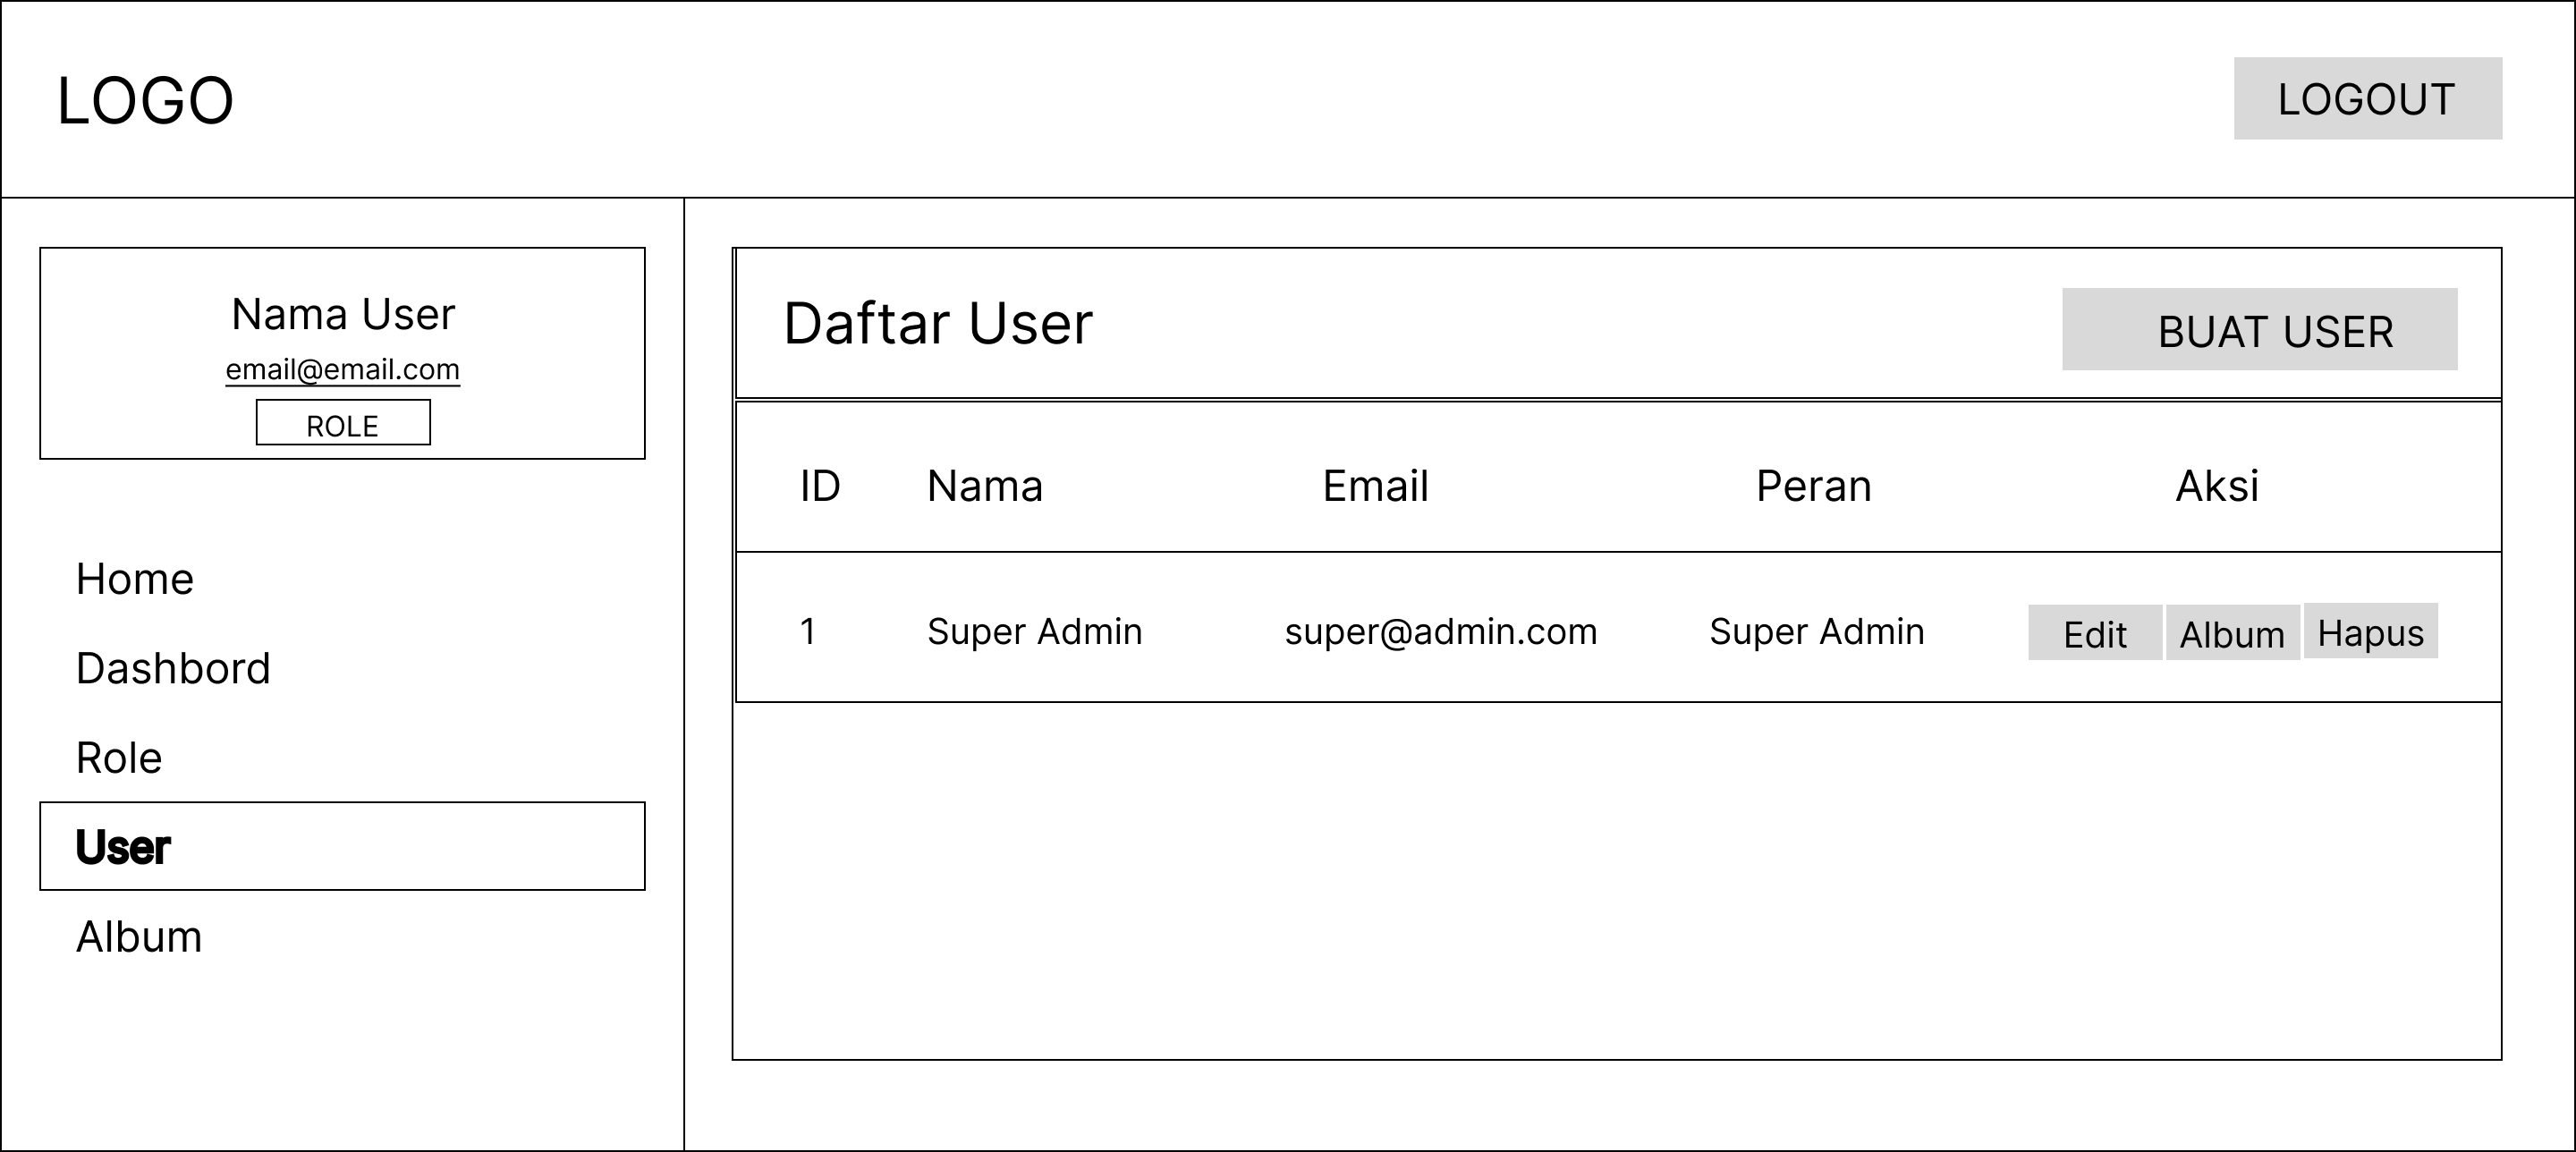 LOGO
LOGOUT
Nama User
email@email.com
ROLE
Home
Dashbord
Role
User
Album
Daftar User
BUAT USER
ID Nama Email Peran Aksi
1 Super Admin super@admin.com Super Admin Edit Album Hapus